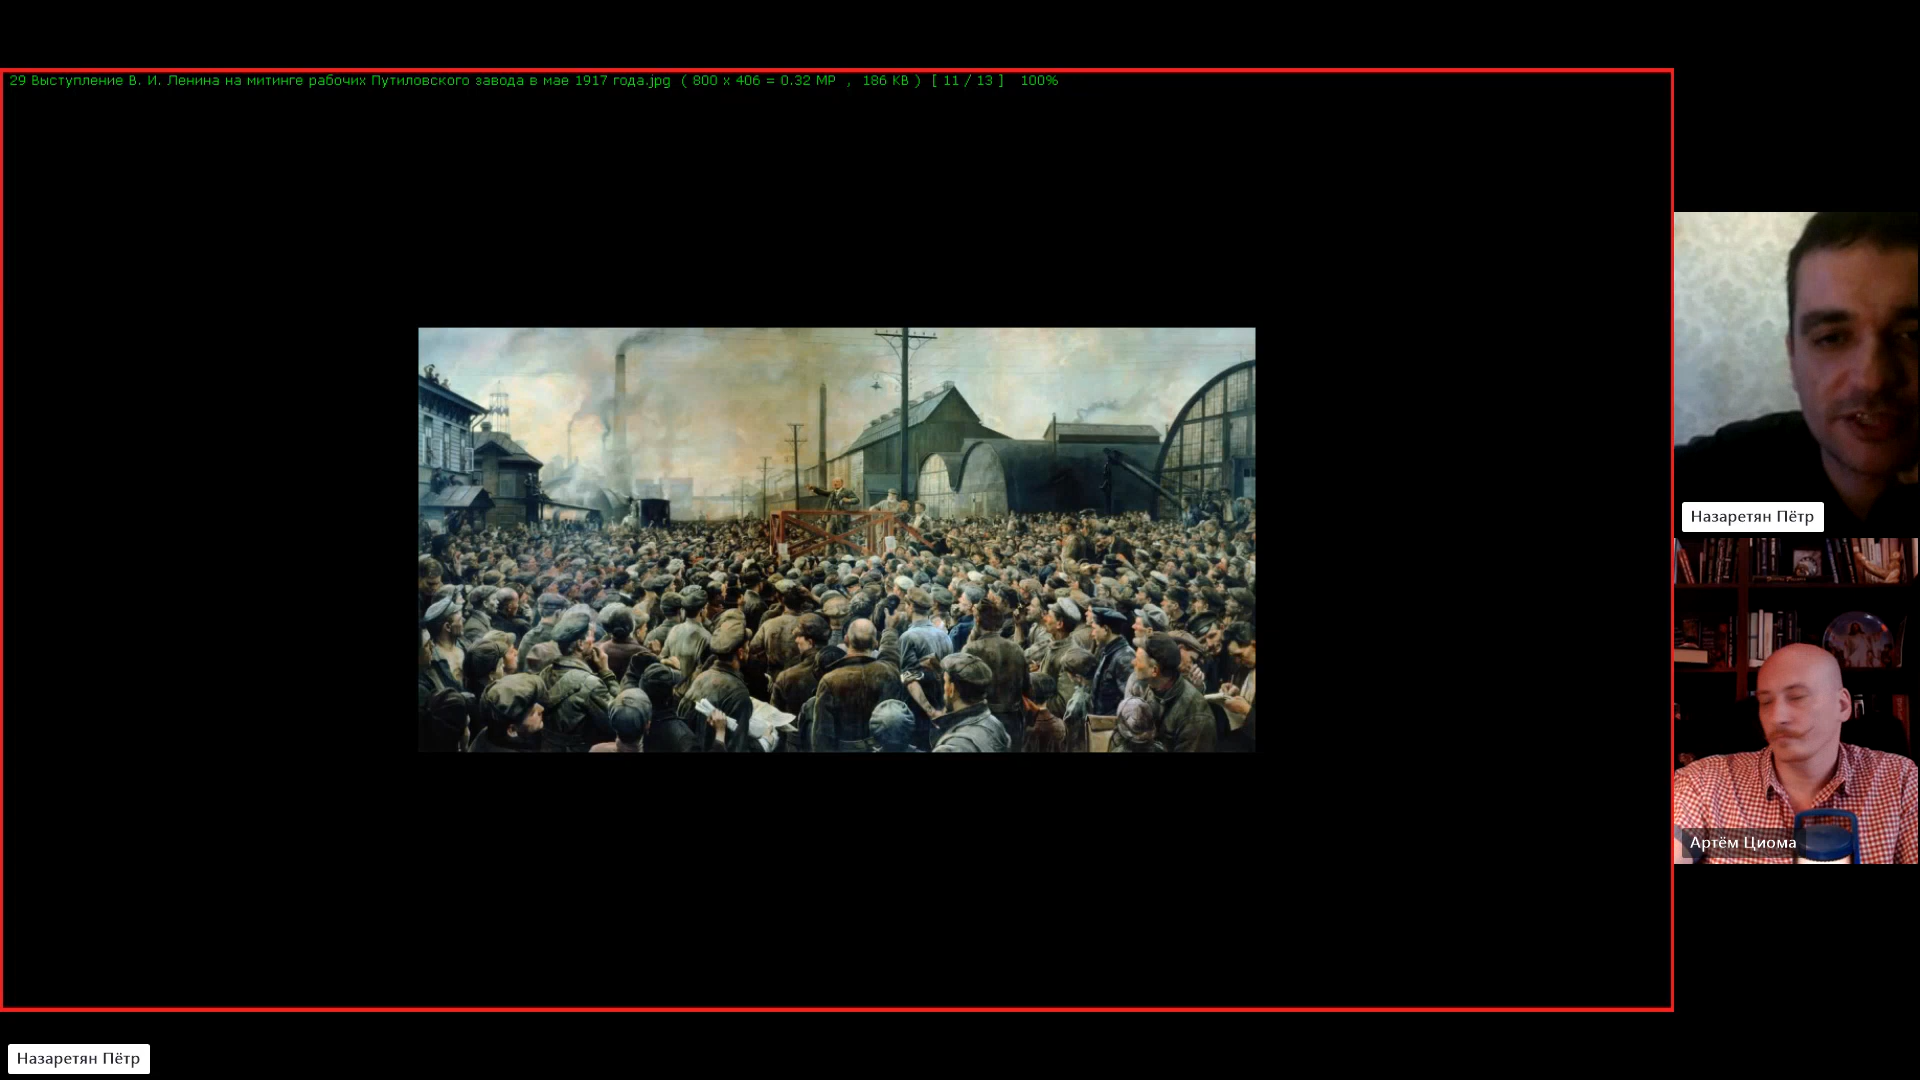 29 Выступление В. И. Ленина на митинге рабочих Путиловского завода в мае 1917 года.jpg ( 800 x 406 = 0.32 MP , 186 KB ) [ 11 / 13 ] 100%
Назаретян Пётр
Артём Циома
Назаретян Пётр